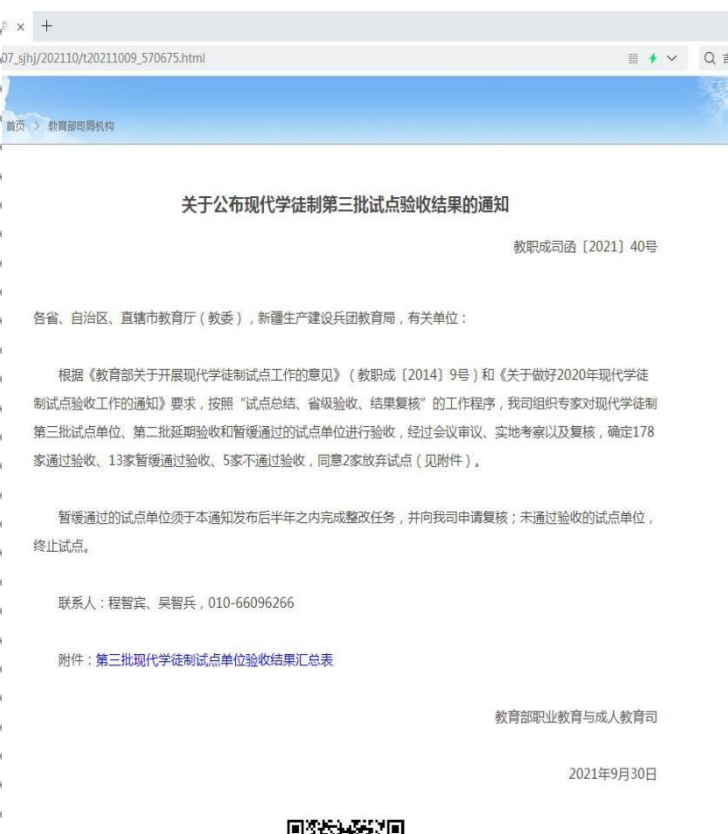 × +
07_sjhj/202110/t20211009_570675.html
首页 > 教育部司局机构
关于公布现代学徒制第三批试点验收结果的通知
教职成司函〔2021〕40号
各省、自治区、直辖市教育厅（教委），新疆生产建设兵团教育局，有关单位：
根据《教育部关于开展现代学徒制试点工作的意见》（教职成〔2014〕9号）和《关于做好2020年现代学徒
制试点验收工作的通知》要求，按照“试点总结、省级验收、结果复核”的工作程序，我司组织专家对现代学徒制
第三批试点单位、第二批延期验收和暂缓通过的试点单位进行验收，经过会议审议、实地考察以及复核，确定178
家通过验收、13家暂缓通过验收、5家不通过验收，同意2家放弃试点（见附件）。
暂缓通过的试点单位须于本通知发布后半年之内完成整改任务，并向我司申请复核；未通过验收的试点单位，
终止试点。
联系人：程智宾、吴智兵，010-66096266
附件：第三批现代学徒制试点单位验收结果汇总表
教育部职业教育与成人教育司
2021年9月30日